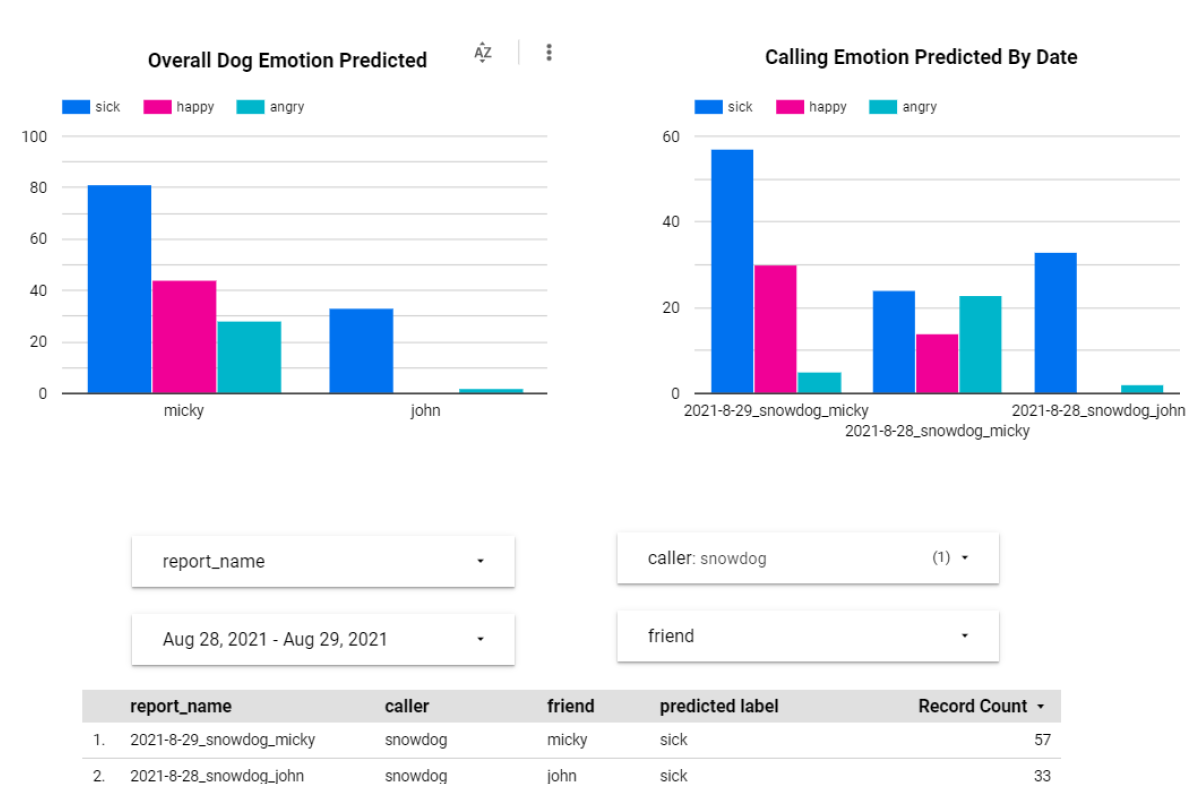 Overall Dog Emotion Predicted
AZ
sick happy angry
100
80
60
40
20
0
micky john
Calling Emotion Predicted By Date
sick happy angry
60
40
20
0
2021-8-29_snowdog_micky 2021-8-28_snowdog_john
2021-8-28_snowdog_micky
report_name
caller: snowdog (1)
Aug 28, 2021 - Aug 29, 2021
friend
report_name caller friend predicted label Record Count
1. 2021-8-29_snowdog_micky snowdog micky sick 57
2. 2021-8-28_snowdog_john snowdog john sick 33